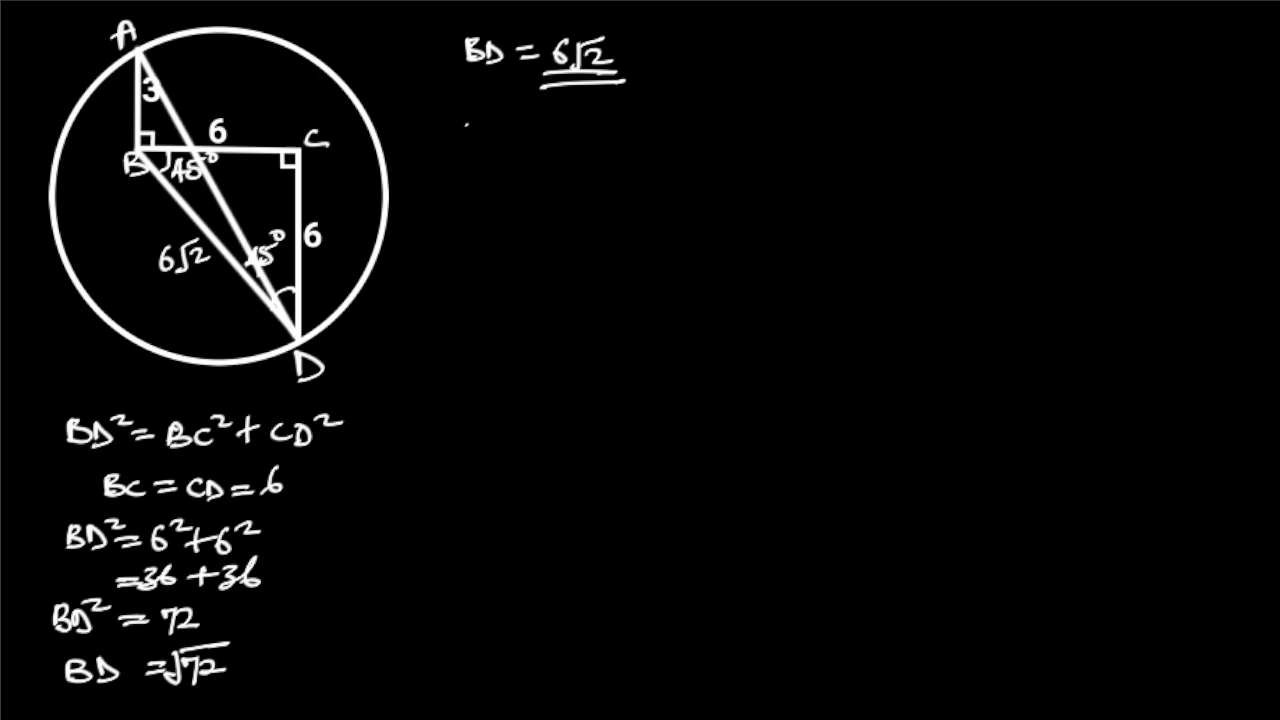 A
3
6
C
B
45°
6
45°
6√2
D
BD² = BC² + CD²
BC = CD = 6
BD² = 6² + 6²
= 36 + 36
BD² = 72
BD = √72
BD = 6√2